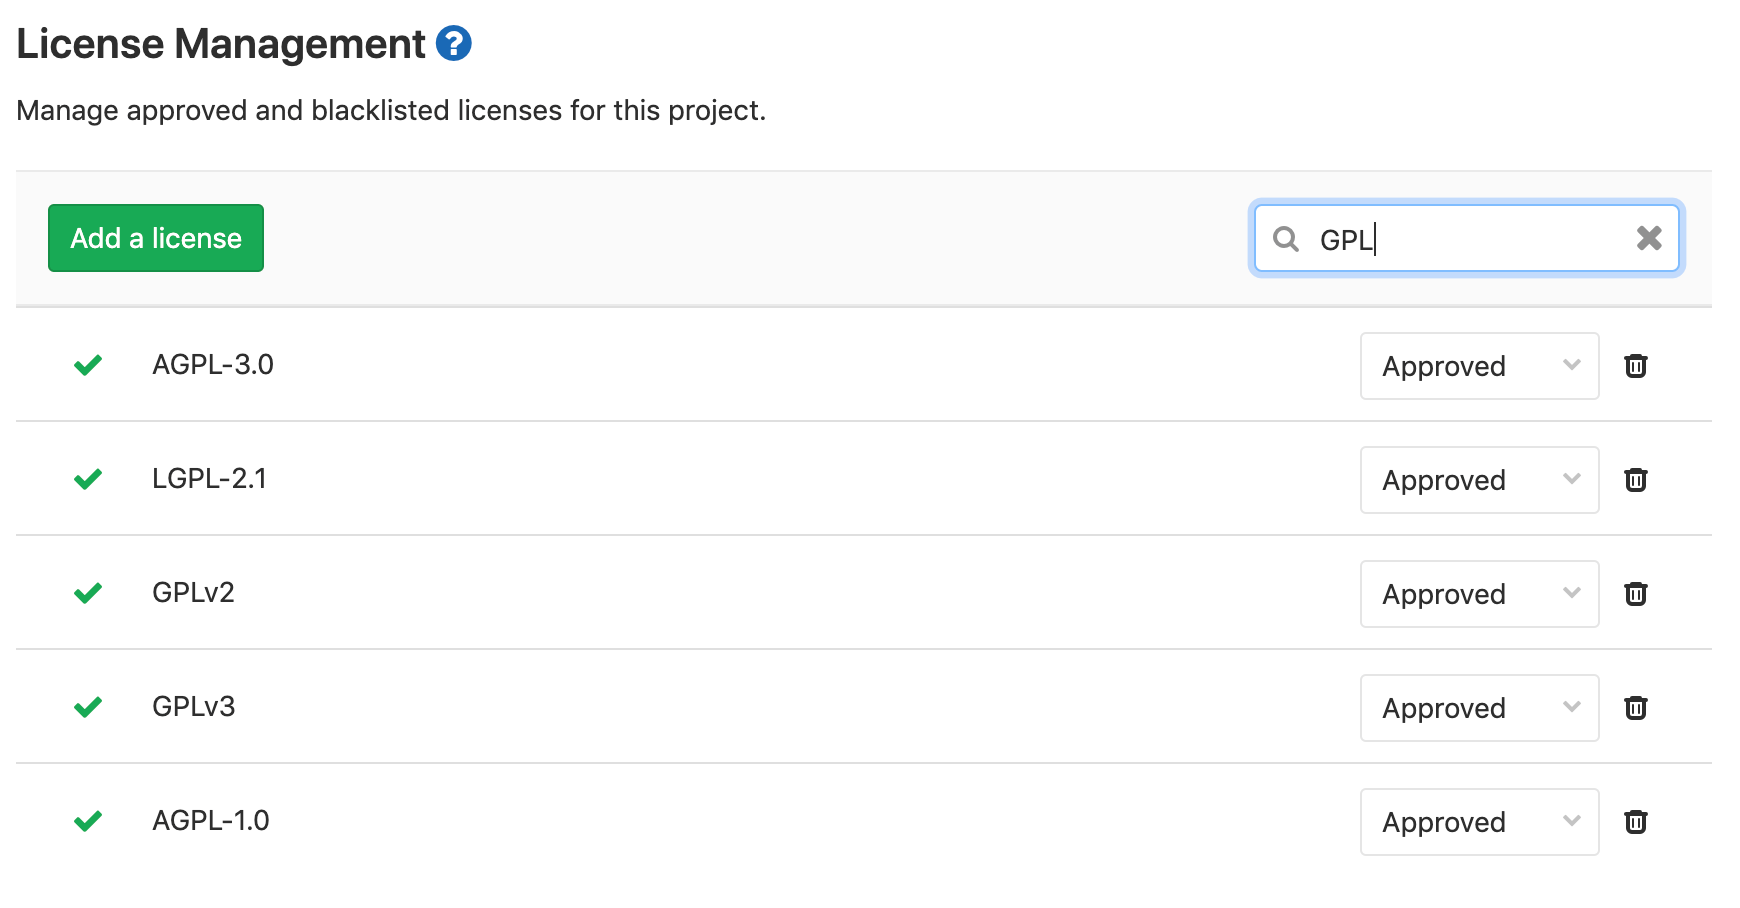 License Management ?
Manage approved and blacklisted licenses for this project.
Add a license
GPL
AGPL-3.0 Approved
LGPL-2.1 Approved
GPLv2 Approved
GPLv3 Approved
AGPL-1.0 Approved